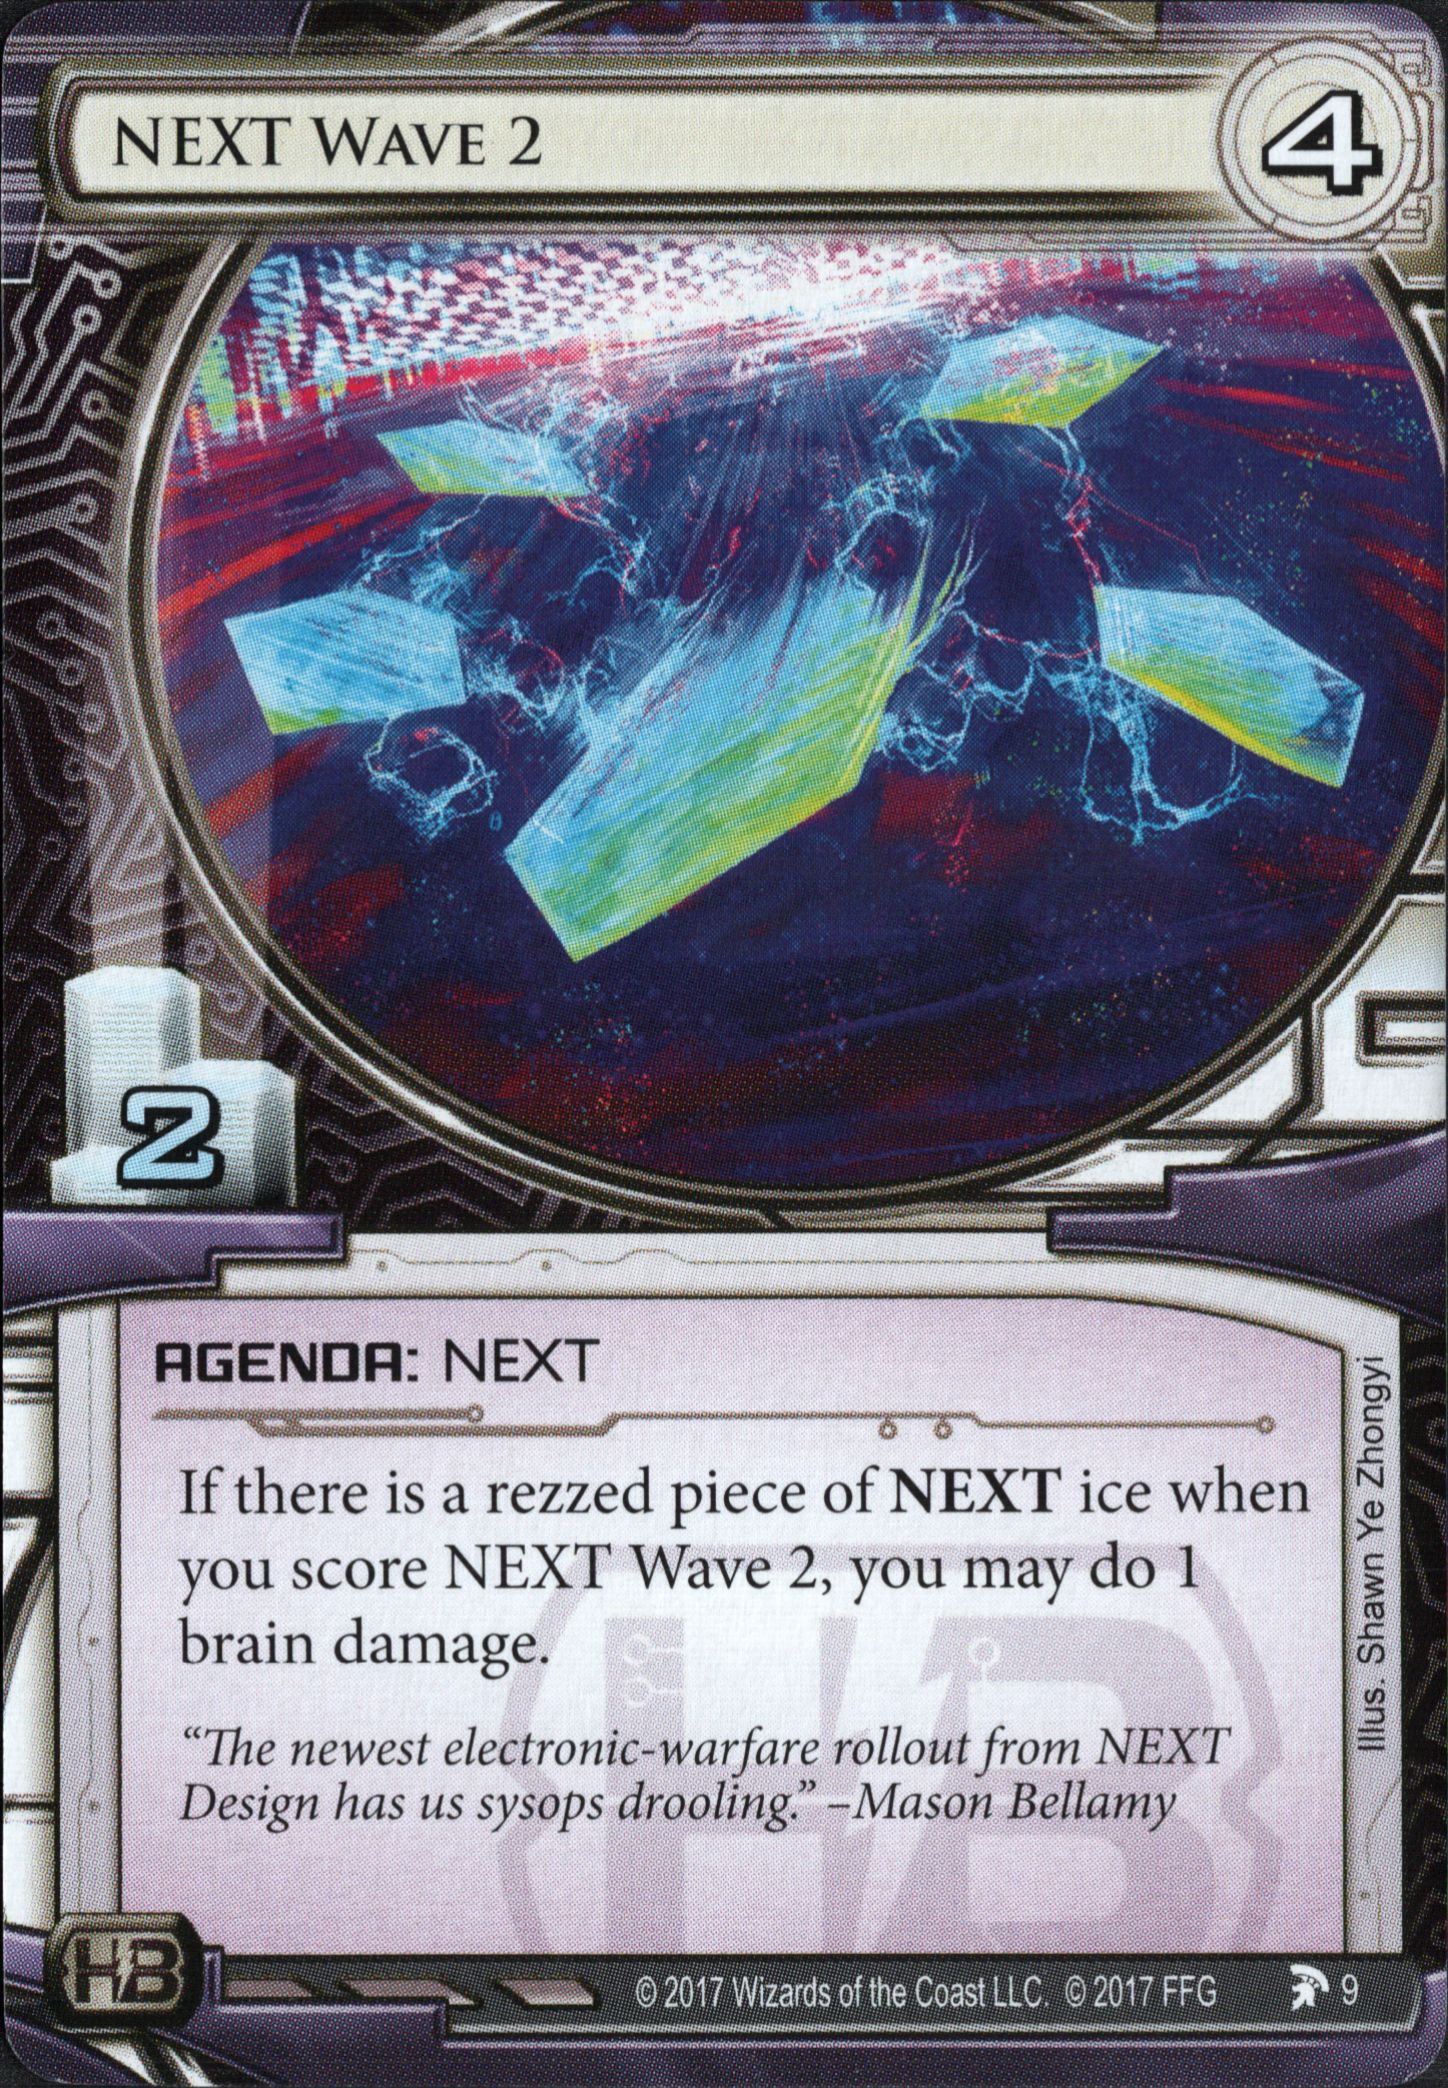 NEXT WAVE 2
4
2
AGENDA: NEXT
If there is a rezzed piece of NEXT ice when
you score NEXT Wave 2, you may do 1
brain damage.
“The newest electronic-warfare rollout from NEXT
Design has us sysops drooling.” –Mason Bellamy
Illus. Shawn Ye Zhongyi
HB
HB
© 2017 Wizards of the Coast LLC. © 2017 FFG
9